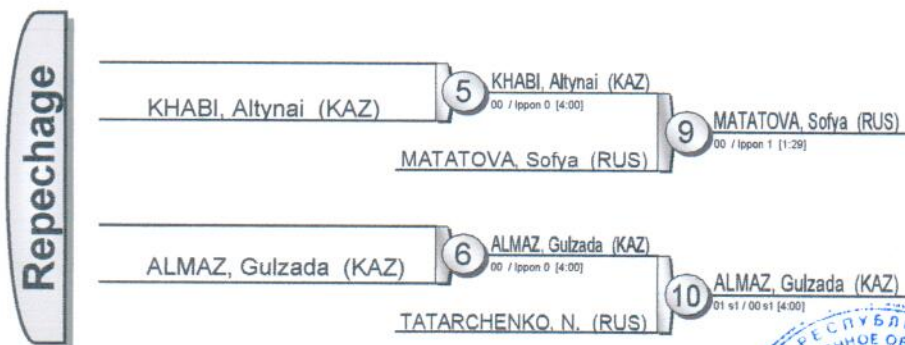 Repechage
KHABI, Altynai (KAZ)
5
KHABI, Altynai (KAZ)
00 / Ippon 0 [4:00]
MATATOVA, Sofya (RUS)
9
MATATOVA, Sofya (RUS)
00 / Ippon 1 [1:29]
ALMAZ, Gulzada (KAZ)
6
ALMAZ, Gulzada (KAZ)
00 / Ippon 0 [4:00]
TATARCHENKO, N. (RUS)
10
ALMAZ, Gulzada (KAZ)
01 s1 / 00 s1 [4:00]